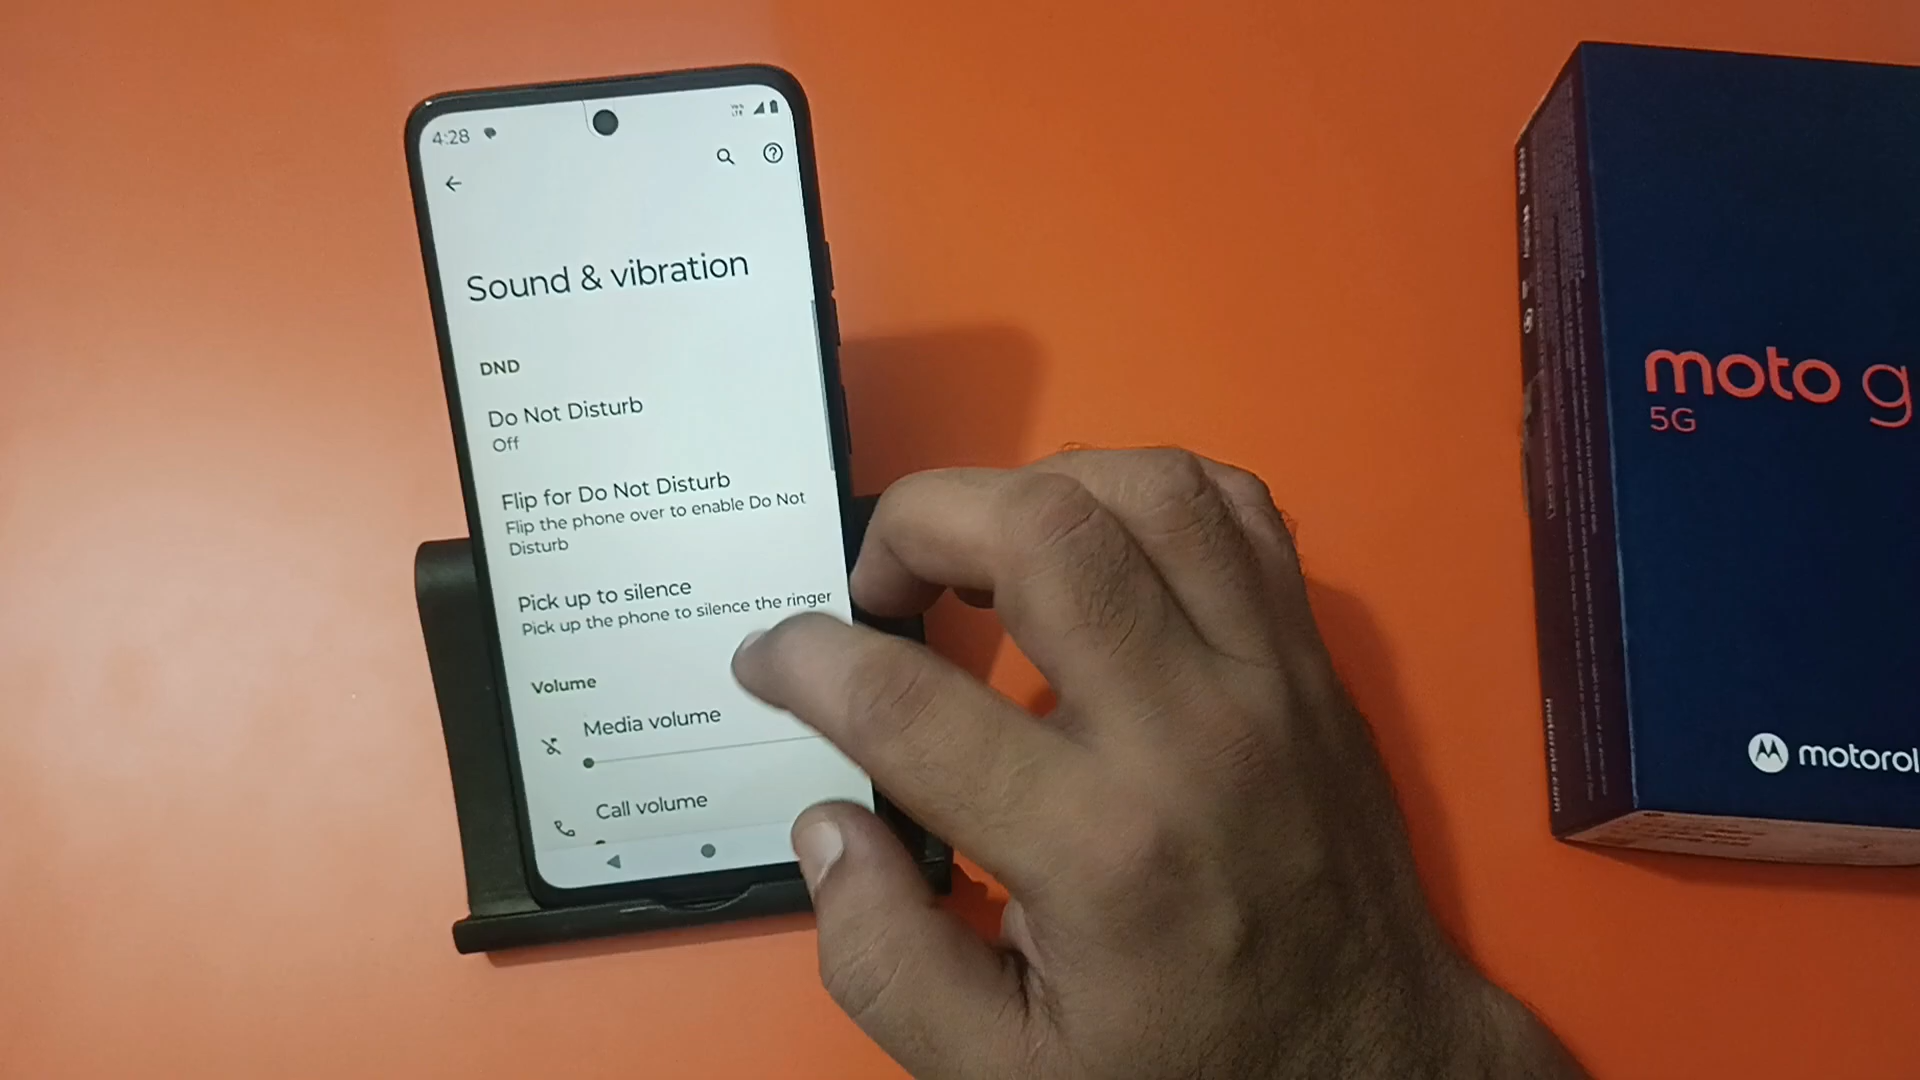 4:28
Sound & vibration
DND
Do Not Disturb
Off
Flip for Do Not Disturb
Flip the phone over to enable Do Not
Disturb
Pick up to silence
Pick up the phone to silence the ringer
Volume
Media volume
Call volume
moto g
5G
motorol